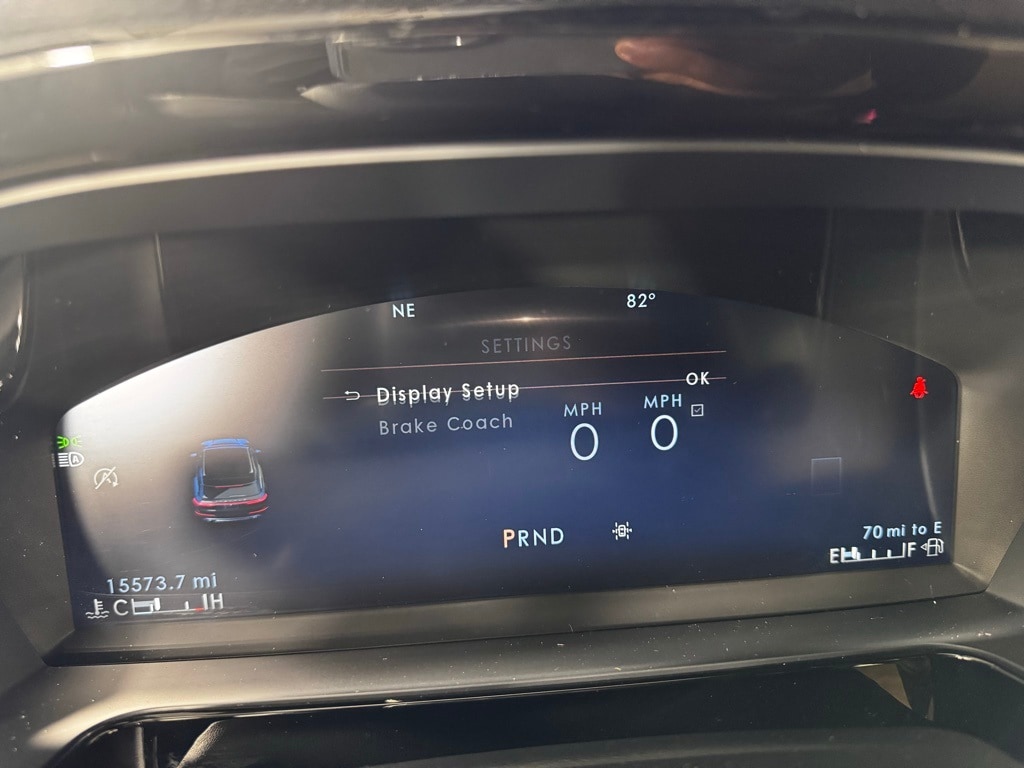 NE
82°
SETTINGS
Display Setup
OK
Brake Coach
MPH
0
MPH
0
A
PRND
15573.7 mi
C H
70 mi to E
E F